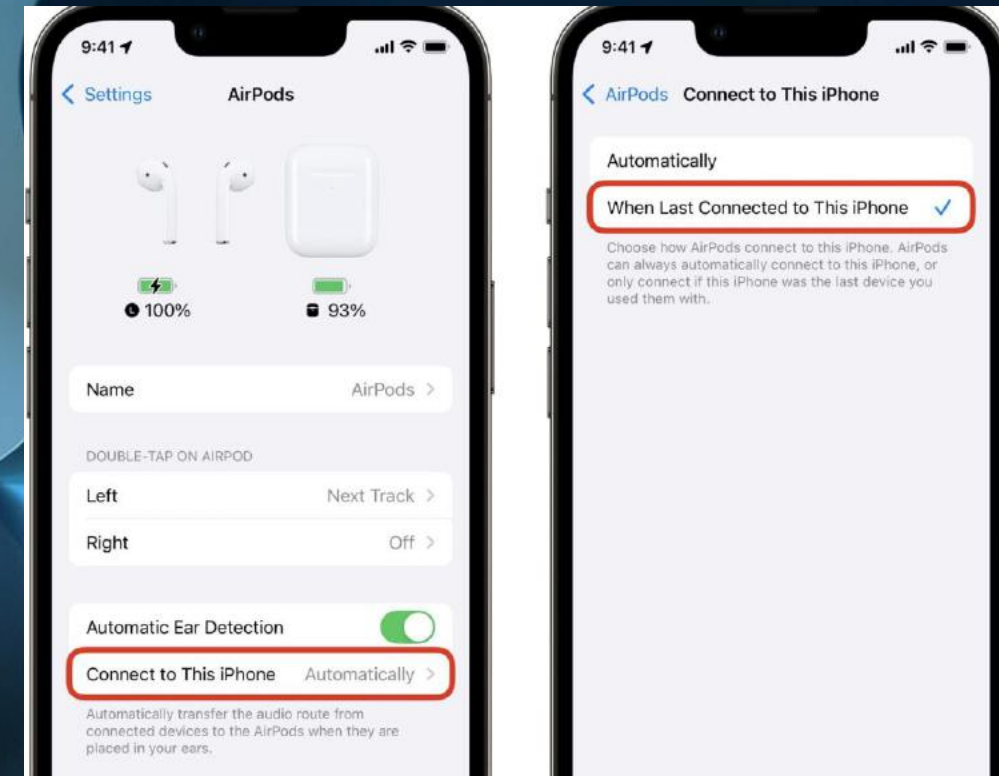 9:41
Settings
AirPods
L 100%
93%
Name
AirPods
DOUBLE-TAP ON AIRPOD
Left
Next Track
Right
Off
Automatic Ear Detection
Connect to This iPhone
Automatically
Automatically transfer the audio route from
connected devices to the AirPods when they are
placed in your ears.
9:41
AirPods
Connect to This iPhone
Automatically
When Last Connected to This iPhone
Choose how AirPods connect to this iPhone. AirPods
can always automatically connect to this iPhone, or
only connect if this iPhone was the last device you
used them with.